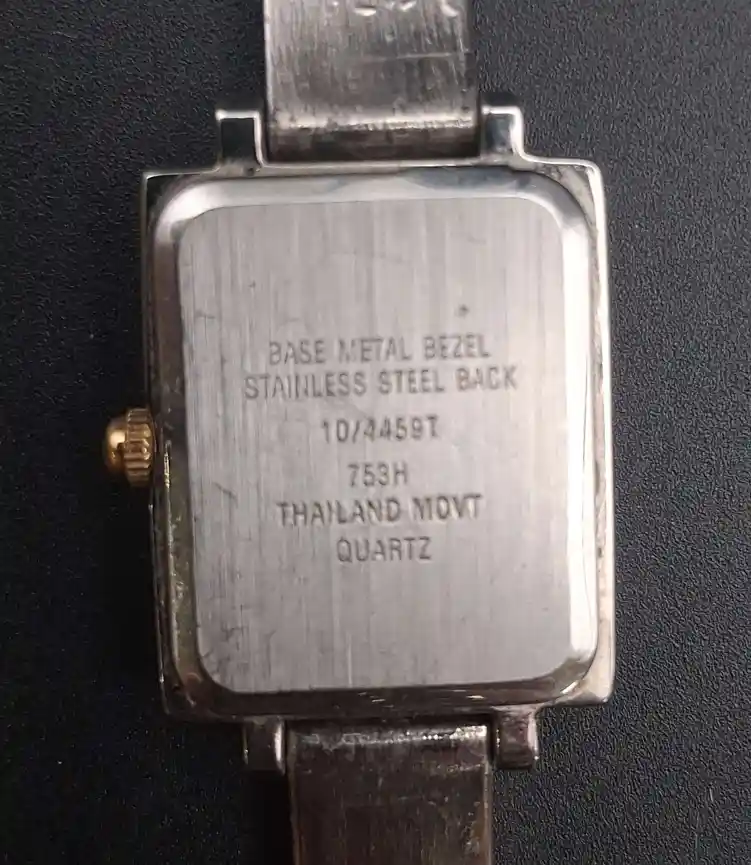 BASE METAL BEZEL
STAINLESS STEEL BACK
10/4459T
753H
THAILAND MOVT
QUARTZ